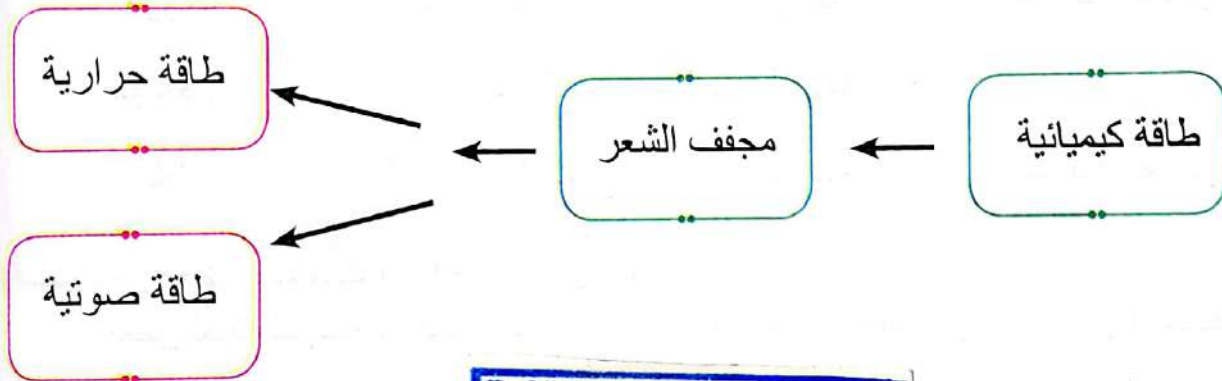 طاقة كيميائية
مجفف الشعر
طاقة حرارية
طاقة صوتية